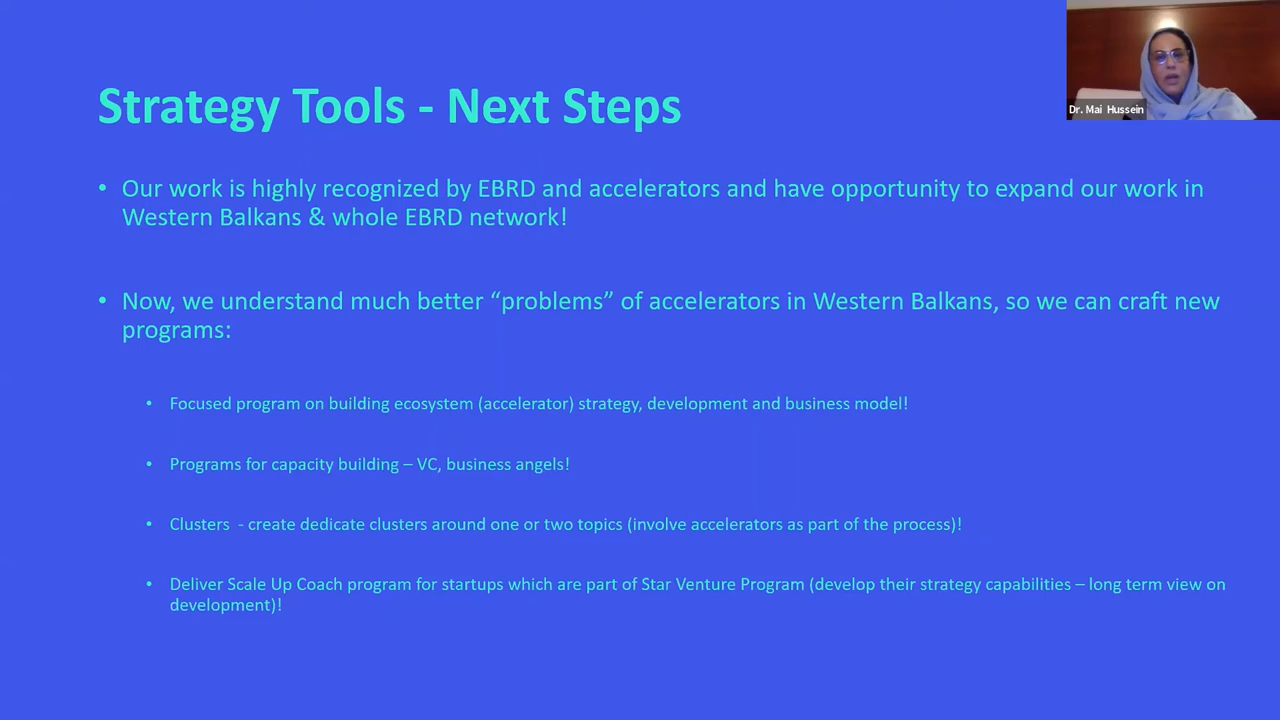 Strategy Tools - Next Steps
Dr. Mai Hussein
• Our work is highly recognized by EBRD and accelerators and have opportunity to expand our work in
Western Balkans & whole EBRD network!
• Now, we understand much better “problems” of accelerators in Western Balkans, so we can craft new
programs:
• Focused program on building ecosystem (accelerator) strategy, development and business model!
• Programs for capacity building – VC, business angels!
• Clusters  - create dedicate clusters around one or two topics (involve accelerators as part of the process)!
• Deliver Scale Up Coach program for startups which are part of Star Venture Program (develop their strategy capabilities – long term view on
development)!